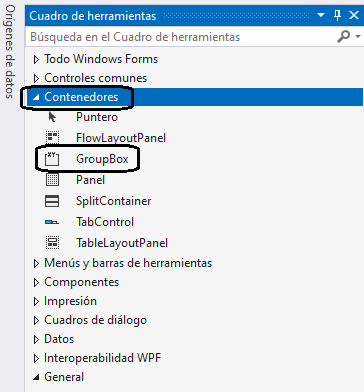 Orígenes de datos
Cuadro de herramientas
Búsqueda en el Cuadro de herramientas
Todo Windows Forms
Controles comunes
Contenedores
Puntero
FlowLayoutPanel
XY
GroupBox
Panel
SplitContainer
TabControl
TableLayoutPanel
Menús y barras de herramientas
Componentes
Impresión
Cuadros de diálogo
Datos
Interoperabilidad WPF
General